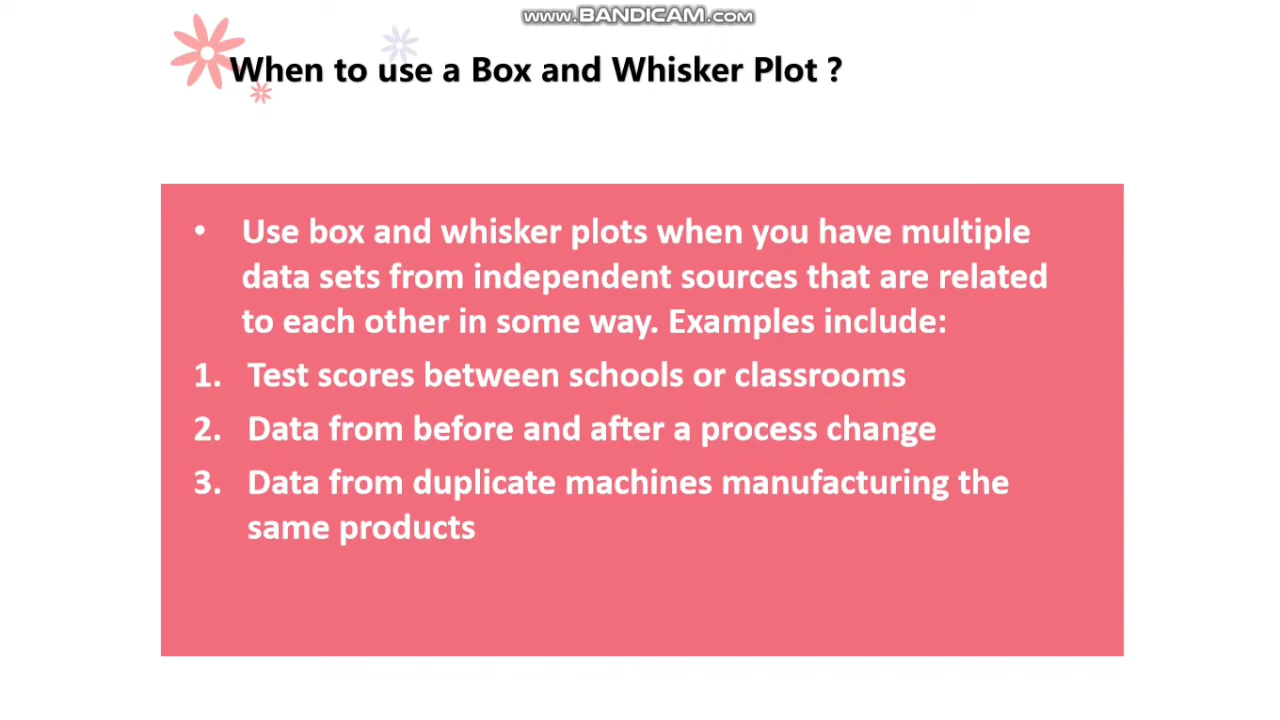 www.BANDICAM.com
When to use a Box and Whisker Plot ?
• Use box and whisker plots when you have multiple
data sets from independent sources that are related
to each other in some way. Examples include:
1. Test scores between schools or classrooms
2. Data from before and after a process change
3. Data from duplicate machines manufacturing the
same products